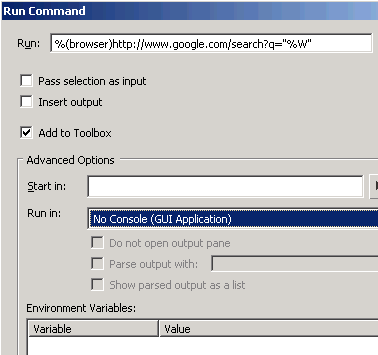 Run Command
Run: %(browser)http://www.google.com/search?q="%W"
Pass selection as input
Insert output
Add to Toolbox
Advanced Options
Start in:
Run in: No Console (GUI Application)
Do not open output pane
Parse output with:
Show parsed output as a list
Environment Variables:
Variable Value